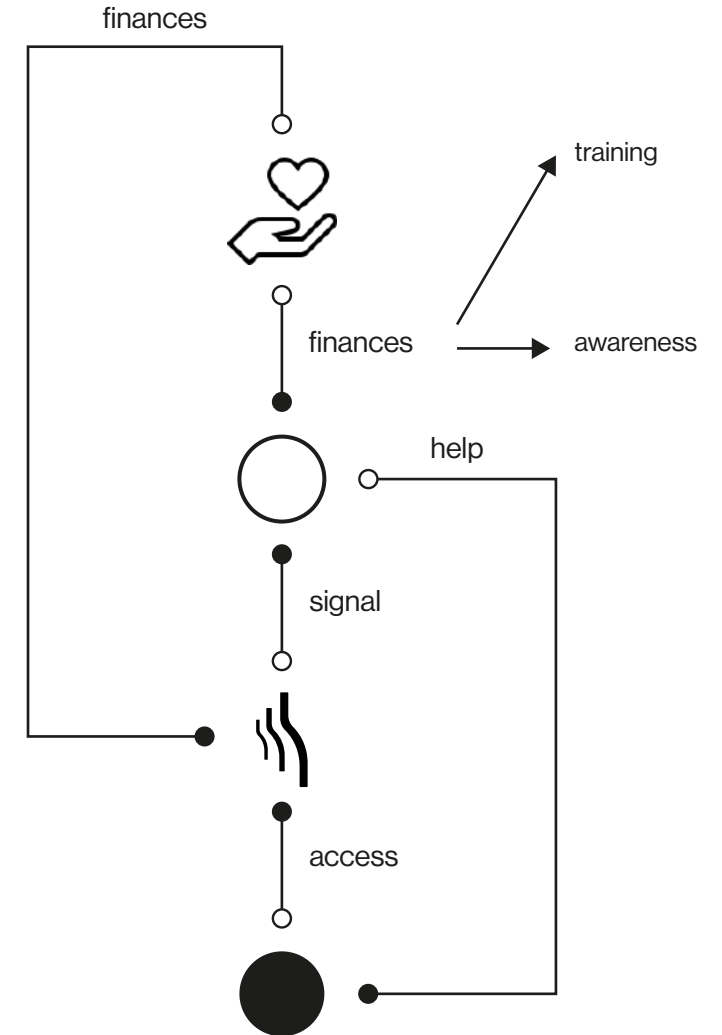 finances
training
finances
awareness
help
signal
access